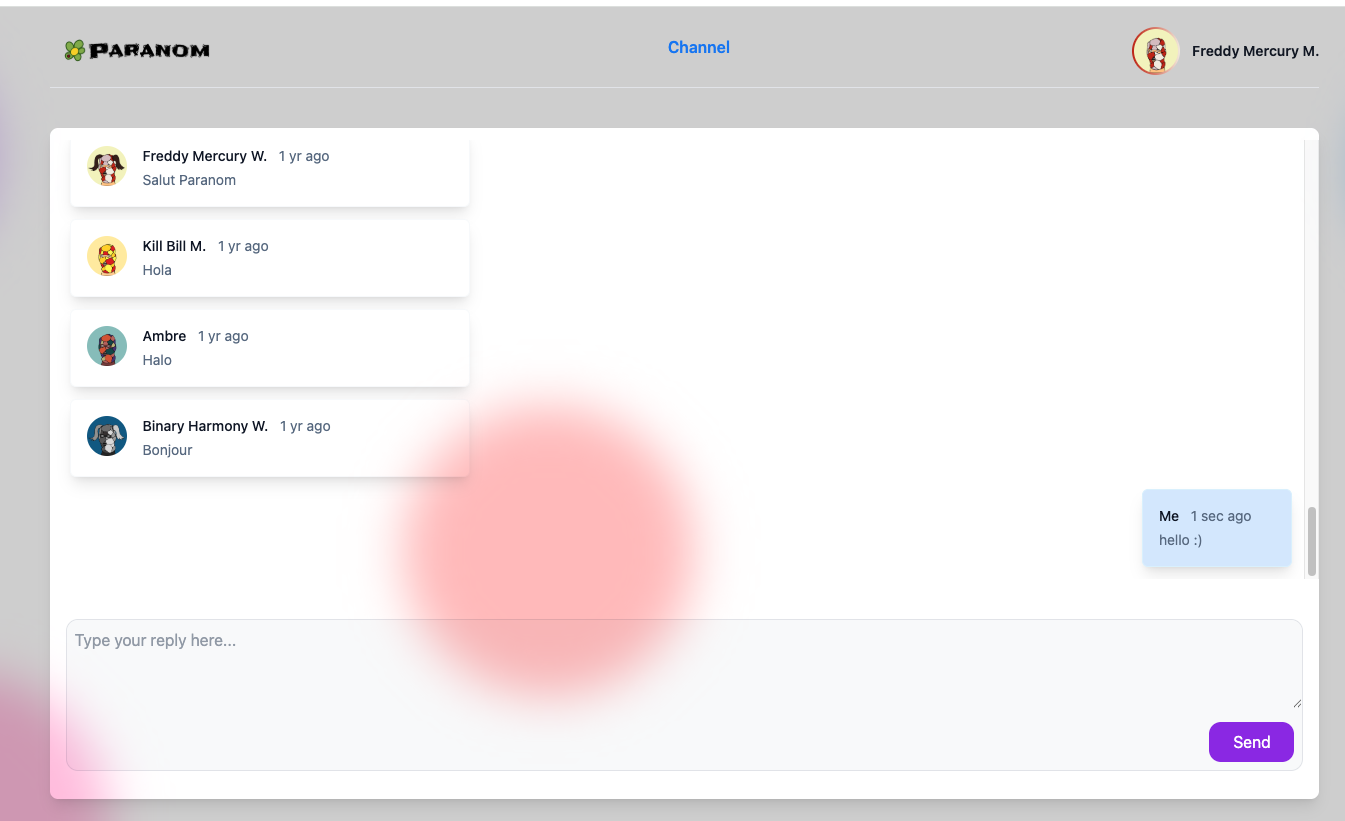 PARANOM
Channel
Freddy Mercury M.
Freddy Mercury W. 1 yr ago
Salut Paranom
Kill Bill M. 1 yr ago
Hola
Ambre 1 yr ago
Halo
Binary Harmony W. 1 yr ago
Bonjour
Me 1 sec ago
hello :)
Type your reply here...
Send